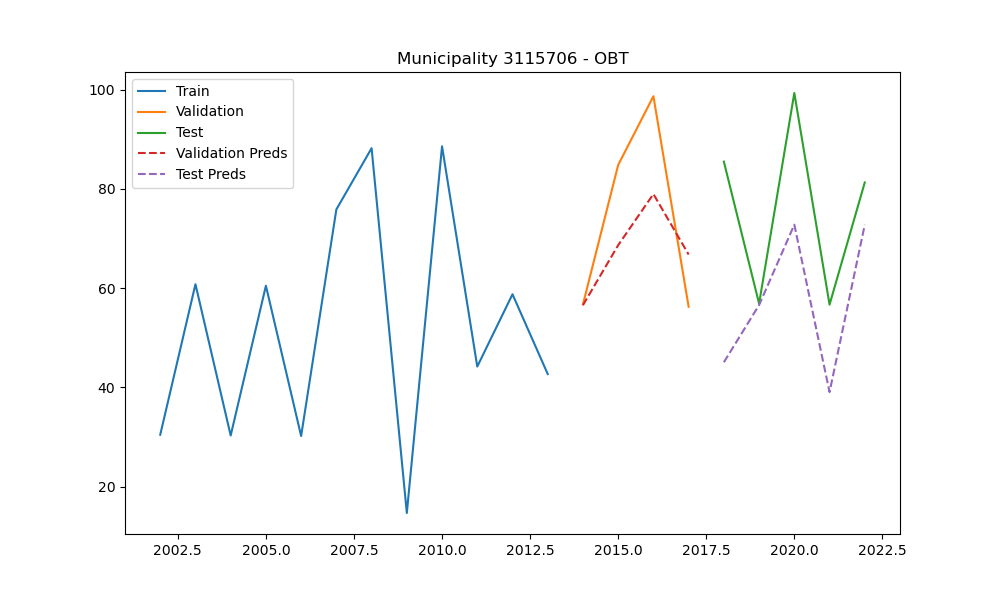 Municipality 3115706 - OBT
Train
Validation
Test
Validation Preds
Test Preds
100
80
60
40
20
2002.5 2005.0 2007.5 2010.0 2012.5 2015.0 2017.5 2020.0 2022.5